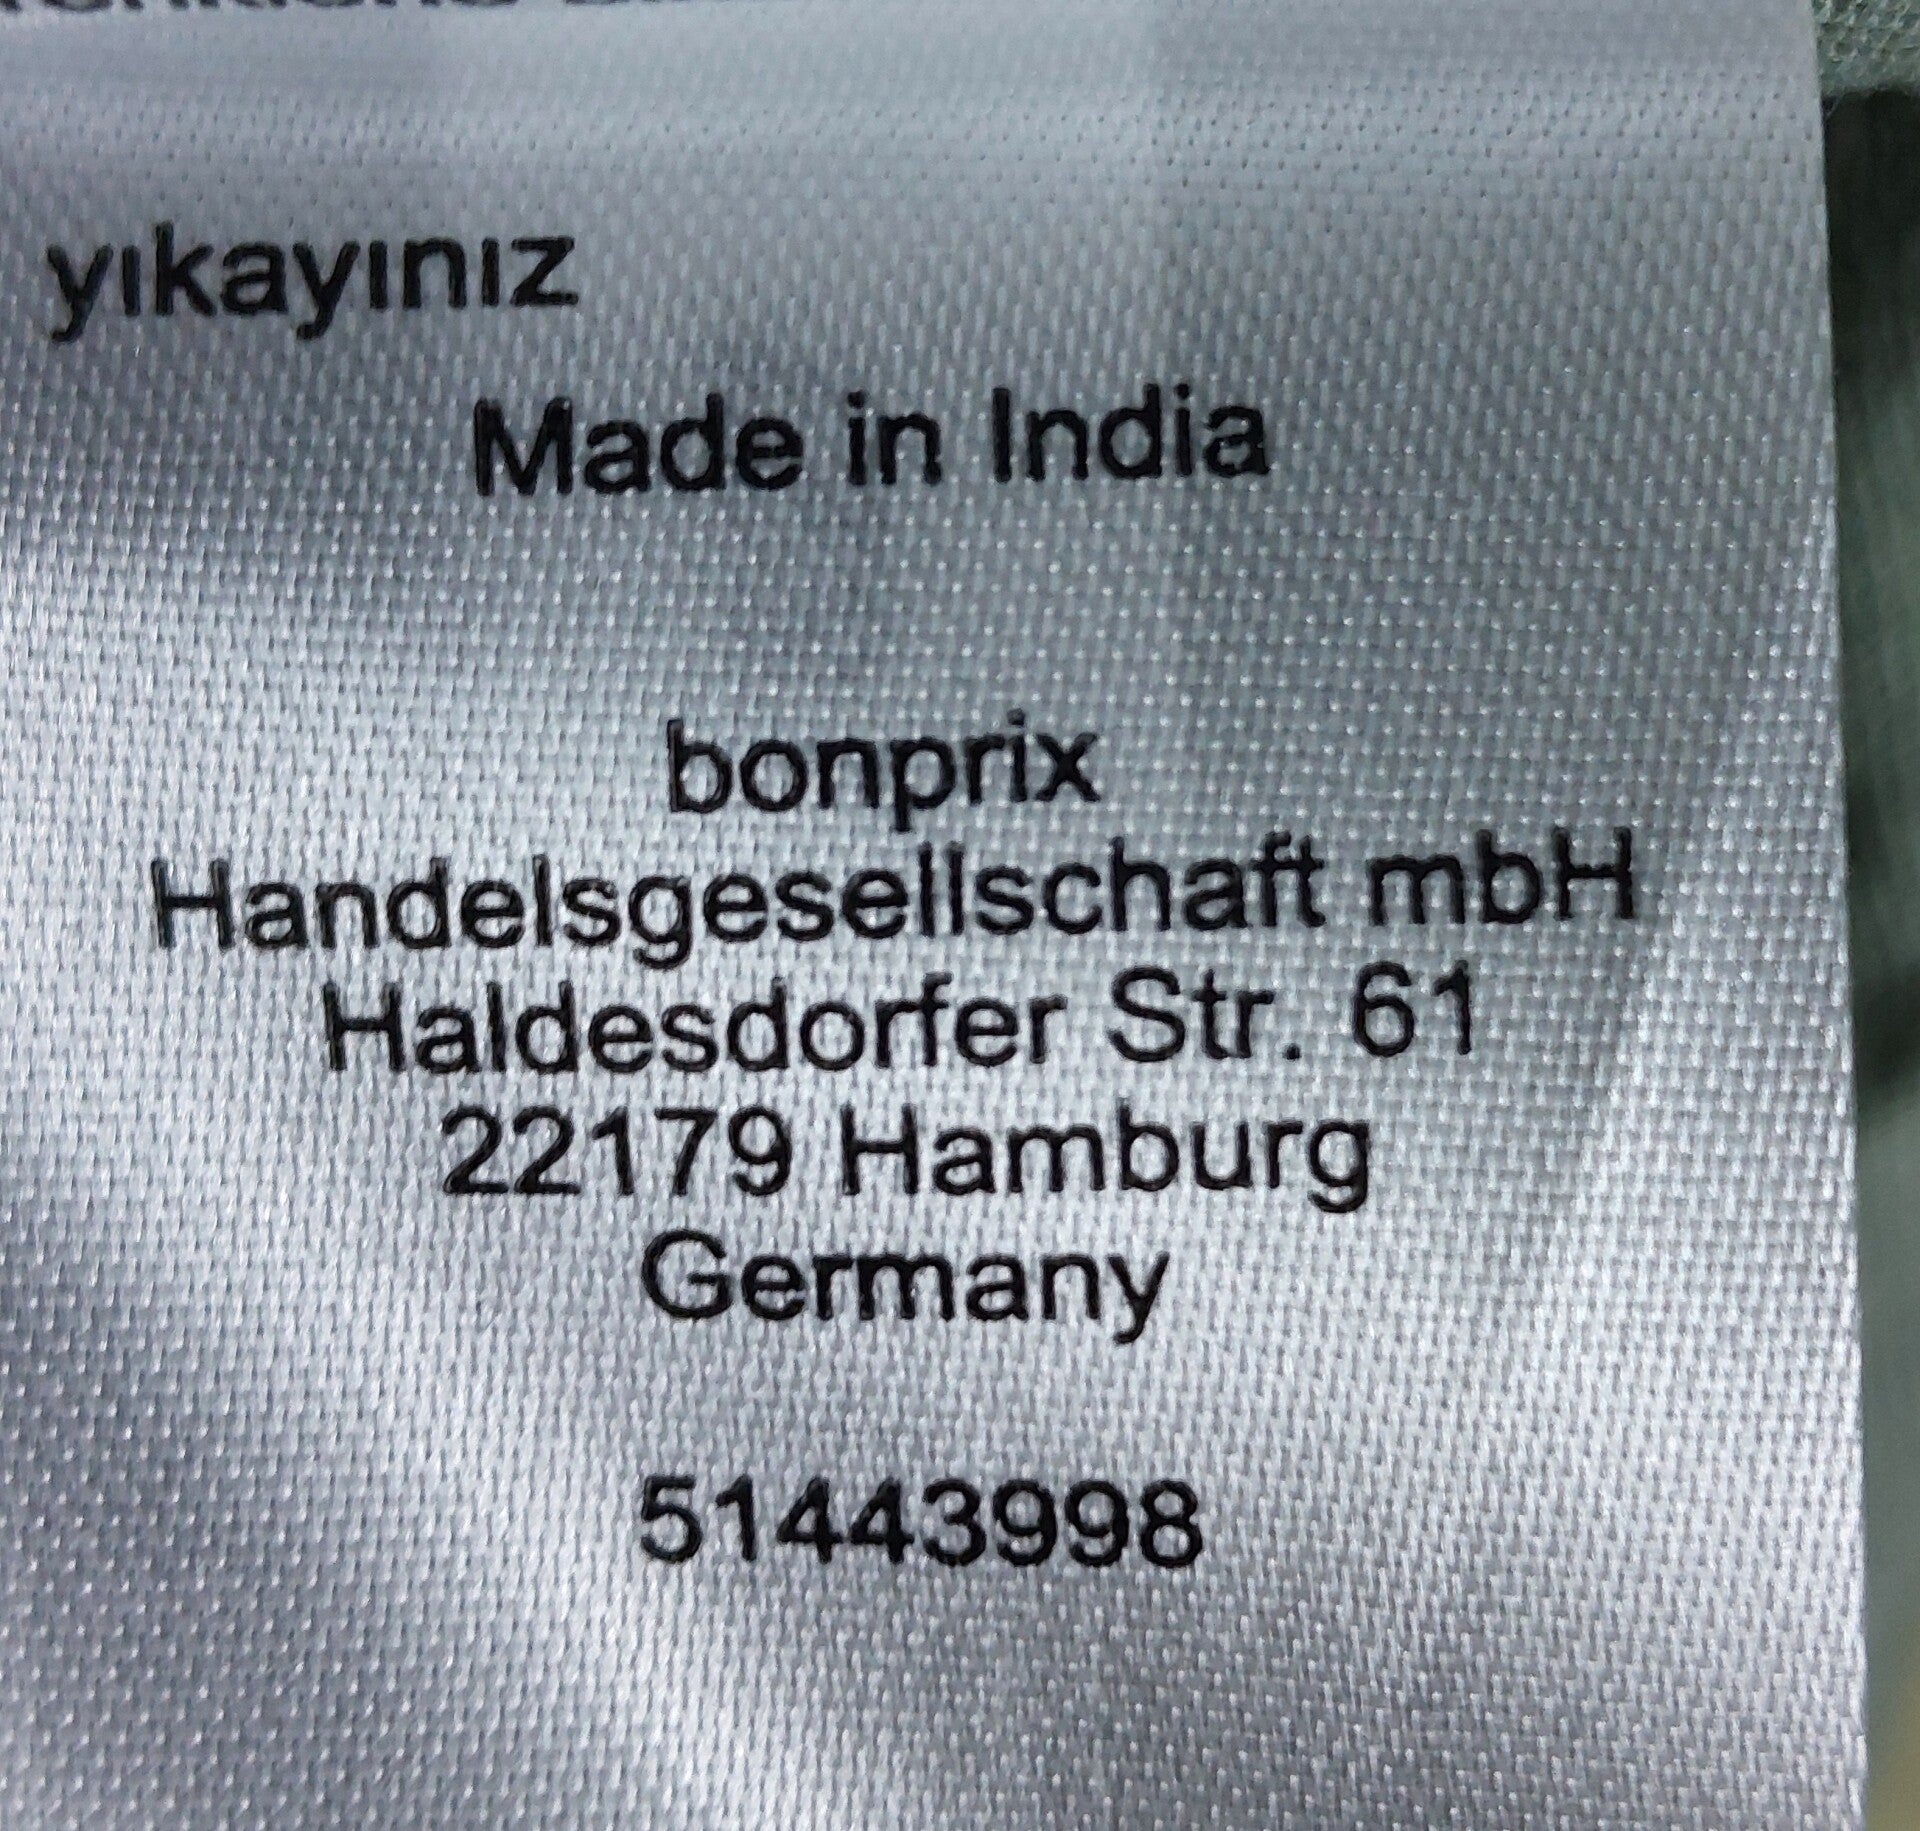 yıkayınız
Made in India
bonprix
Handelsgesellschaft mbH
Haldesdorfer Str. 61
22179 Hamburg
Germany
51443998